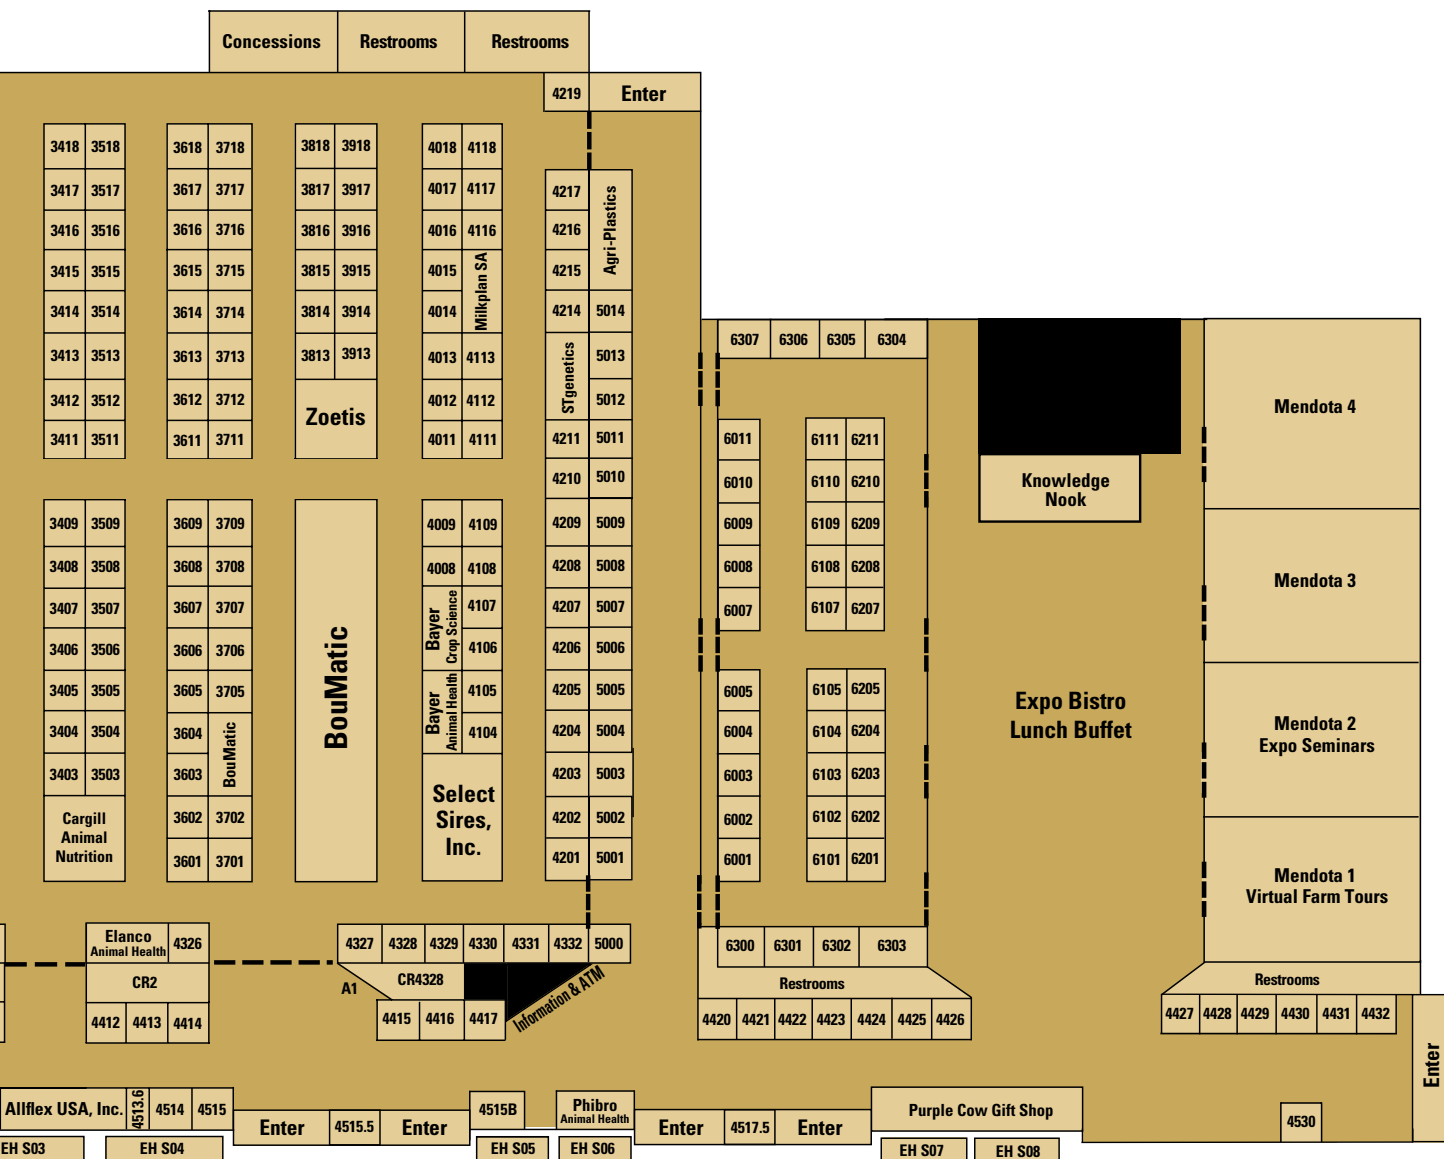 Concessions Restrooms Restrooms
4219 Enter
3418 3518 3618 3718 3818 3918 4018 4118
3417 3517 3617 3717 3817 3917 4017 4117 4217 Agri-Plastics
3416 3516 3616 3716 3816 3916 4016 4116 4216
3415 3515 3615 3715 3815 3915 4015 Milkplan SA 4215
3414 3514 3614 3714 3814 3914 4014 4214 5014
6307 6306 6305 6304
3413 3513 3613 3713 3813 3913 4013 4113 STgenetics 5013
3412 3512 3612 3712 Zoetis 4012 4112 5012
Mendota 4
3411 3511 3611 3711 4011 4111 4211 5011 6011 6111 6211
4210 5010 6010 6110 6210
Knowledge
Nook
3409 3509 3609 3709 BouMatic 4009 4109 4209 5009 6009 6109 6209
3408 3508 3608 3708 4008 4108 4208 5008 6008 6108 6208
Mendota 3
3407 3507 3607 3707 Bayer
Crop Science 4107 4207 5007 6007 6107 6207
3406 3506 3606 3706 4106 4206 5006
3405 3505 3605 3705 Bayer
Animal Health 4105 4205 5005 6005 6105 6205
Expo Bistro
Lunch Buffet
3404 3504 3604 BouMatic 4104 4204 5004 6004 6104 6204
Mendota 2
Expo Seminars
3403 3503 3603 4203 5003 6003 6103 6203
Select
Sires,
Inc.
Cargill
Animal
Nutrition
3602 3702 4202 5002 6002 6102 6202
3601 3701 4201 5001 6001 6101 6201
Mendota 1
Virtual Farm Tours
Elanco
Animal Health
4326 4327 4328 4329 4330 4331 4332 5000 6300 6301 6302 6303
CR2 A1 CR4328 Information & ATM Restrooms Restrooms
4412 4413 4414 4415 4416 4417 4420 4421 4422 4423 4424 4425 4426 4427 4428 4429 4430 4431 4432
Enter
Allflex USA, Inc. 4513.6 4514 4515 4515B
Phibro
Animal Health
Purple Cow Gift Shop
Enter 4515.5 Enter Enter 4517.5 Enter 4530
EH S03 EH S04 EH S05 EH S06 EH S07 EH S08